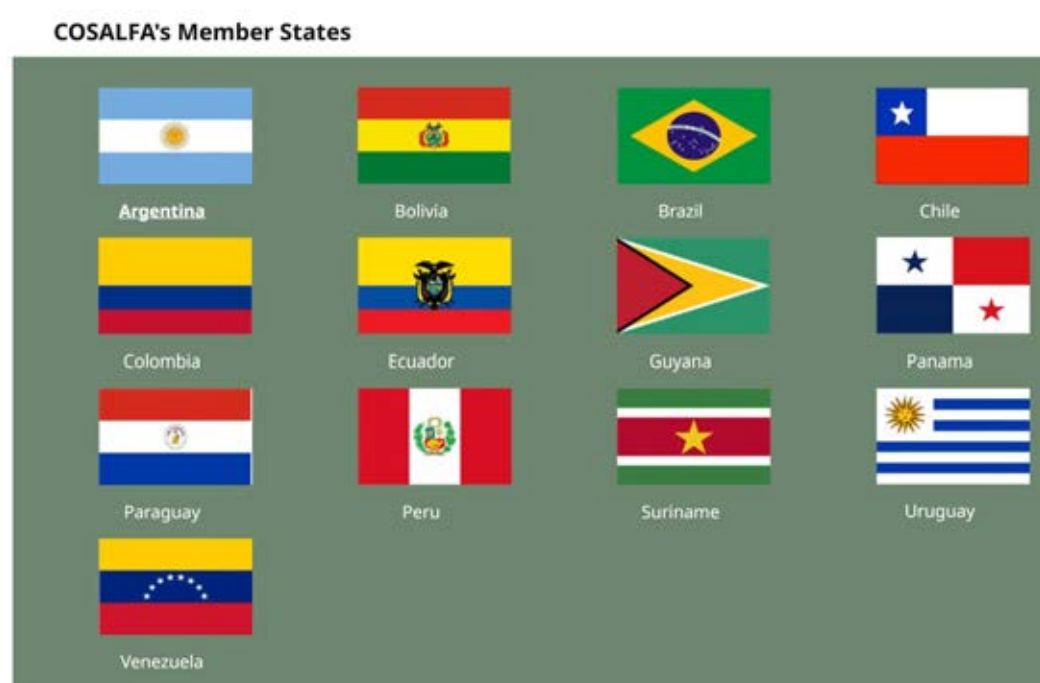 COSALFA's Member States
Argentina
Bolivia
Brazil
Chile
Colombia
Ecuador
Guyana
Panama
Paraguay
Peru
Suriname
Uruguay
Venezuela